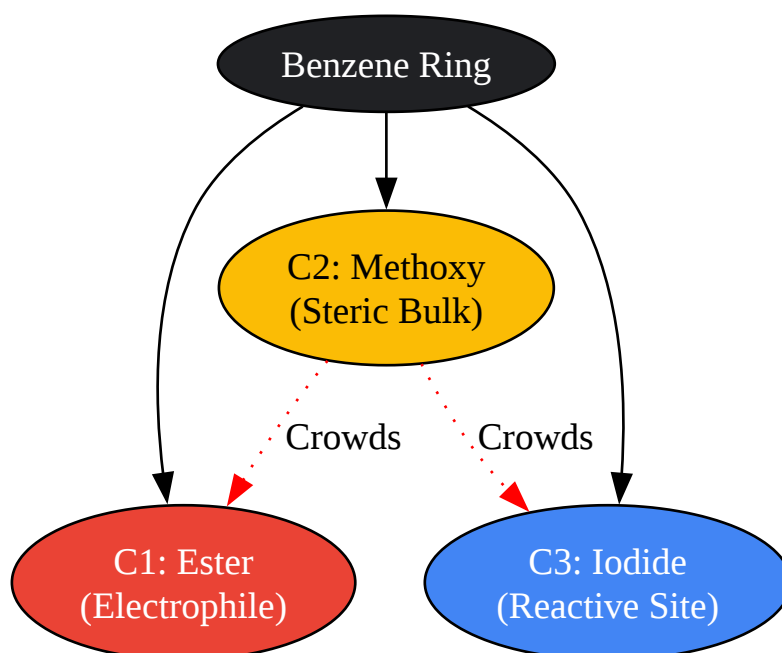 Benzene Ring
C2: Methoxy
(Steric Bulk)
Crowds
Crowds
C1: Ester
(Electrophile)
C3: Iodide
(Reactive Site)